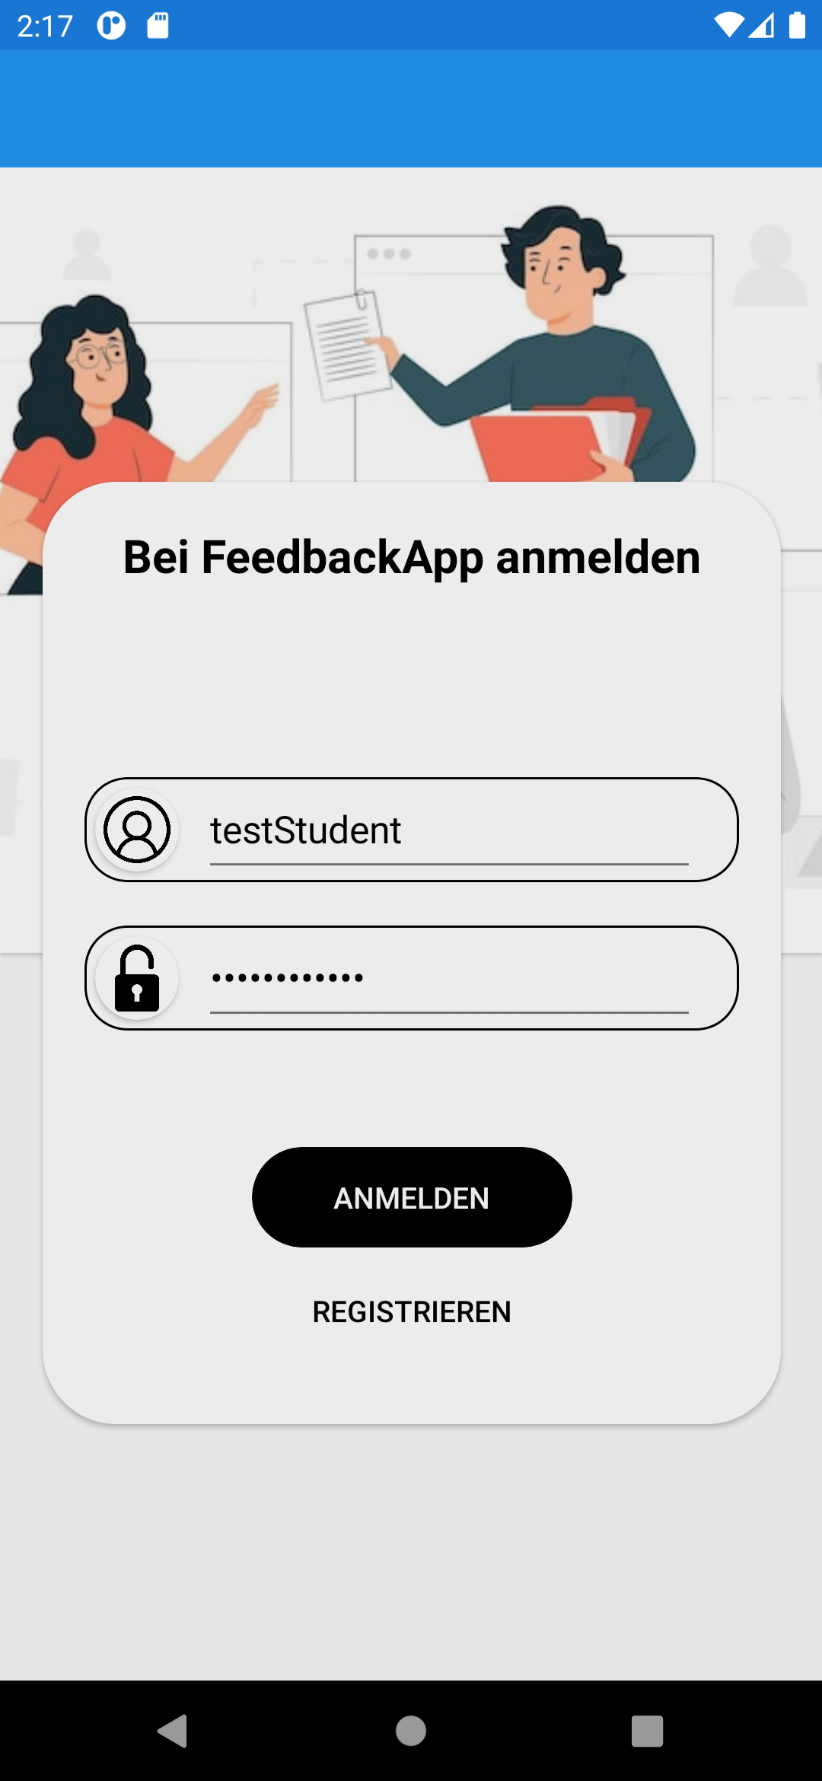 2:17
Bei FeedbackApp anmelden
testStudent
••••••••••••
ANMELDEN
REGISTRIEREN